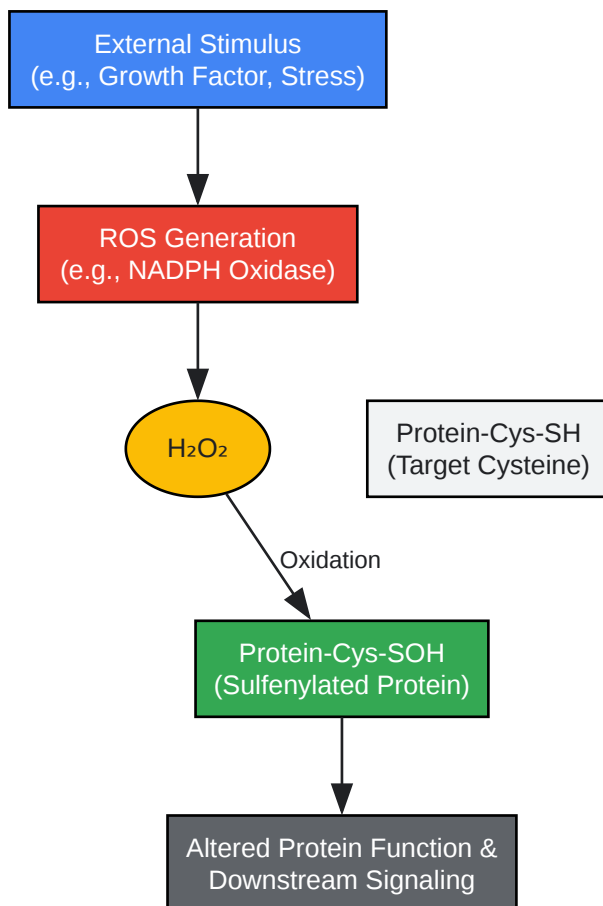 External Stimulus
(e.g., Growth Factor, Stress)
ROS Generation
(e.g., NADPH Oxidase)
H₂O₂
Protein-Cys-SH
(Target Cysteine)
Oxidation
Protein-Cys-SOH
(Sulfenylated Protein)
Altered Protein Function &
Downstream Signaling